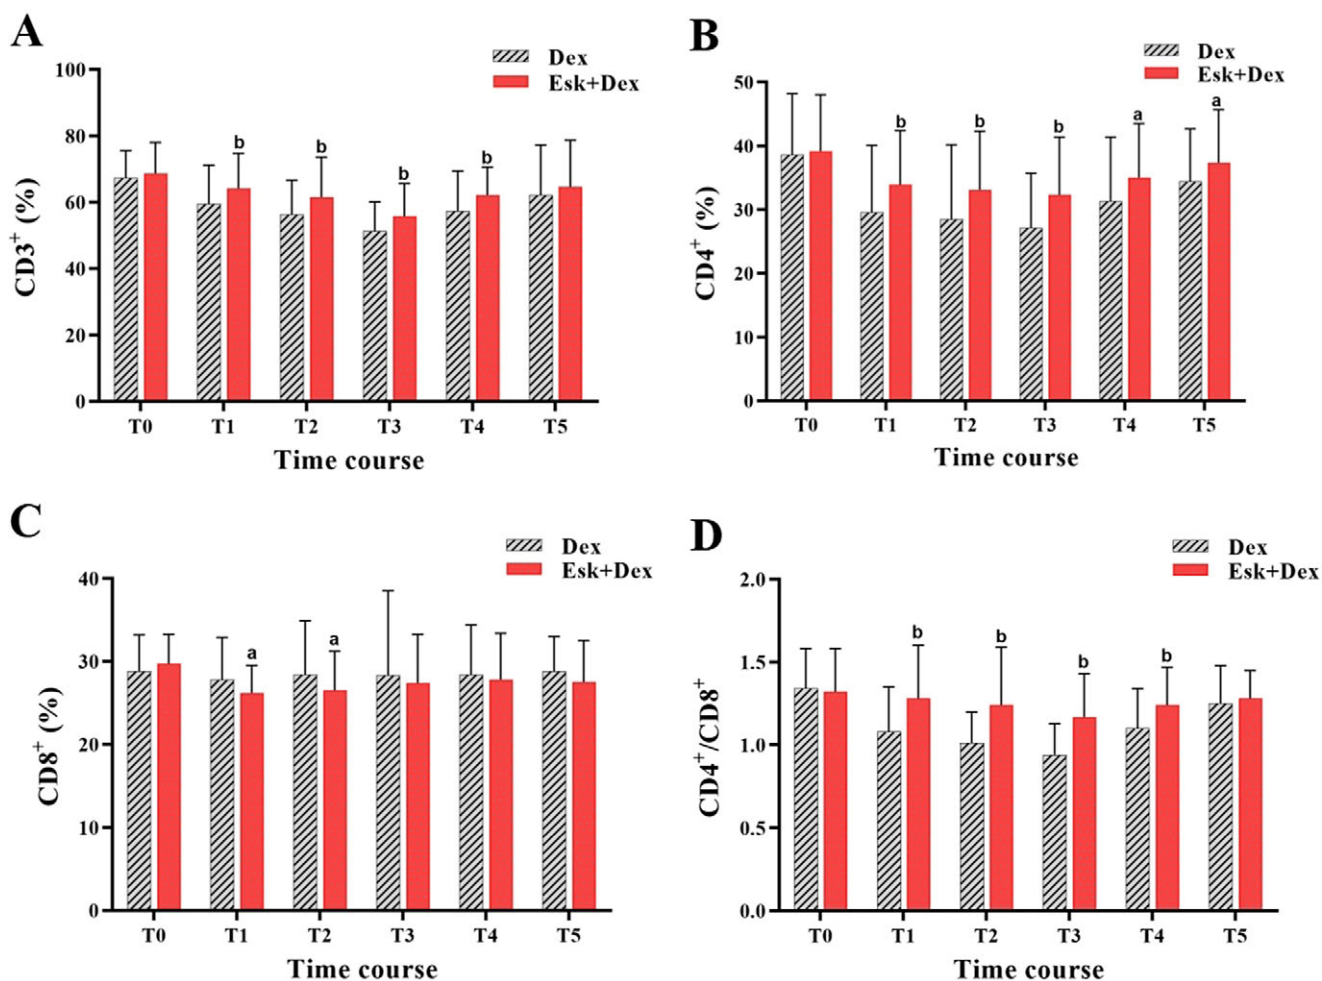 A
Dex
Esk+Dex
100
80
60
40
20
0
CD3⁺ (%)
b
b
b
b
T0 T1 T2 T3 T4 T5
Time course
B
Dex
Esk+Dex
50
40
30
20
10
0
CD4⁺ (%)
b
b
b
a
a
T0 T1 T2 T3 T4 T5
Time course
C
Dex
Esk+Dex
40
30
20
10
0
CD8⁺ (%)
a
a
T0 T1 T2 T3 T4 T5
Time course
D
Dex
Esk+Dex
2.0
1.5
1.0
0.5
0.0
CD4⁺/CD8⁺
b
b
b
b
T0 T1 T2 T3 T4 T5
Time course